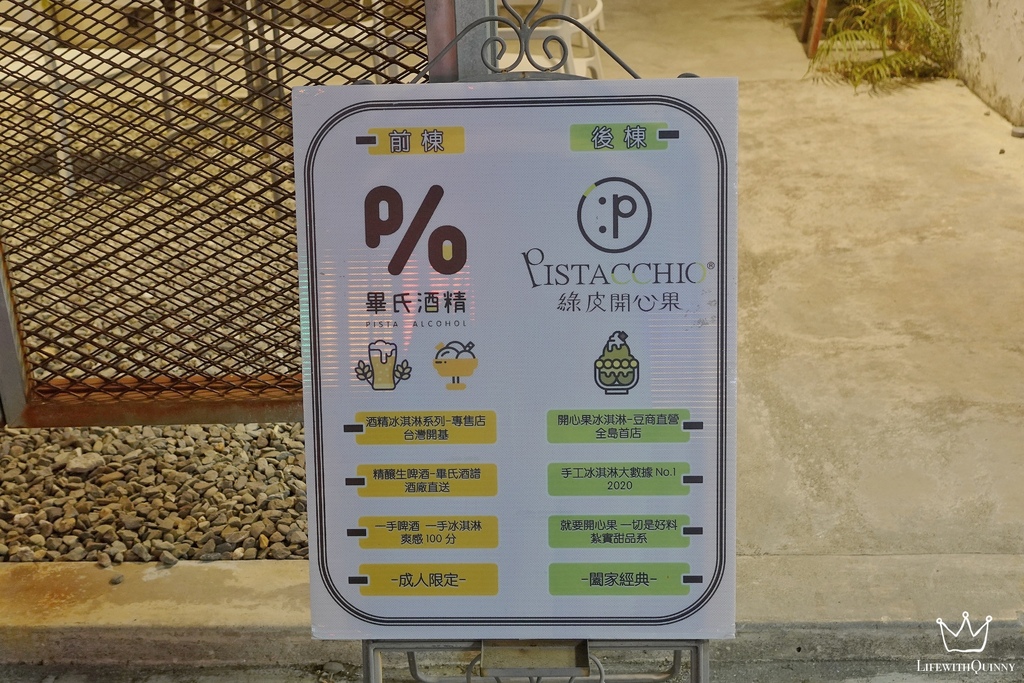 前棟
P/O
畢氏酒精
PISTA ALCOHOL
酒精冰淇淋系列-專售店
台灣開基
精釀生啤酒-畢氏酒譜
酒廠直送
一手啤酒 一手冰淇淋
爽感100分
-成人限定-
後棟
:P
PISTACCHIO®
綠皮開心果
開心果冰淇淋-豆商直營
全島首店
手工冰淇淋大數據 No.1
2020
就要開心果 一切是好料
紮實甜品系
-闔家經典-
LIFEWITHQUINNY